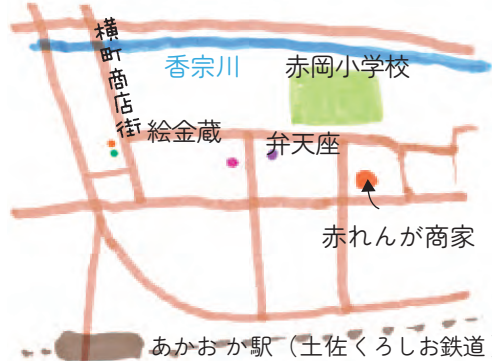 横町商店街
香宗川
赤岡小学校
絵金蔵
弁天座
赤れんが商家
あかおか駅（土佐くろしお鉄道